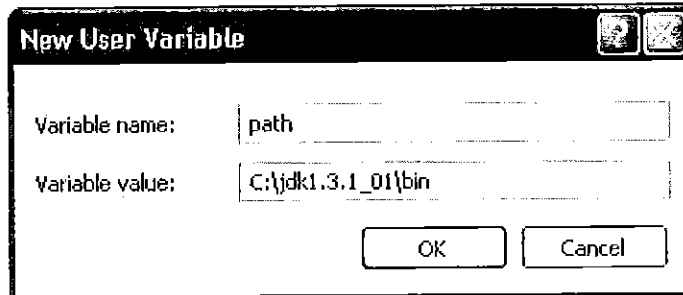 New User Variable
Variable name: path
Variable value: C:\jdk1.3.1_01\bin
OK Cancel